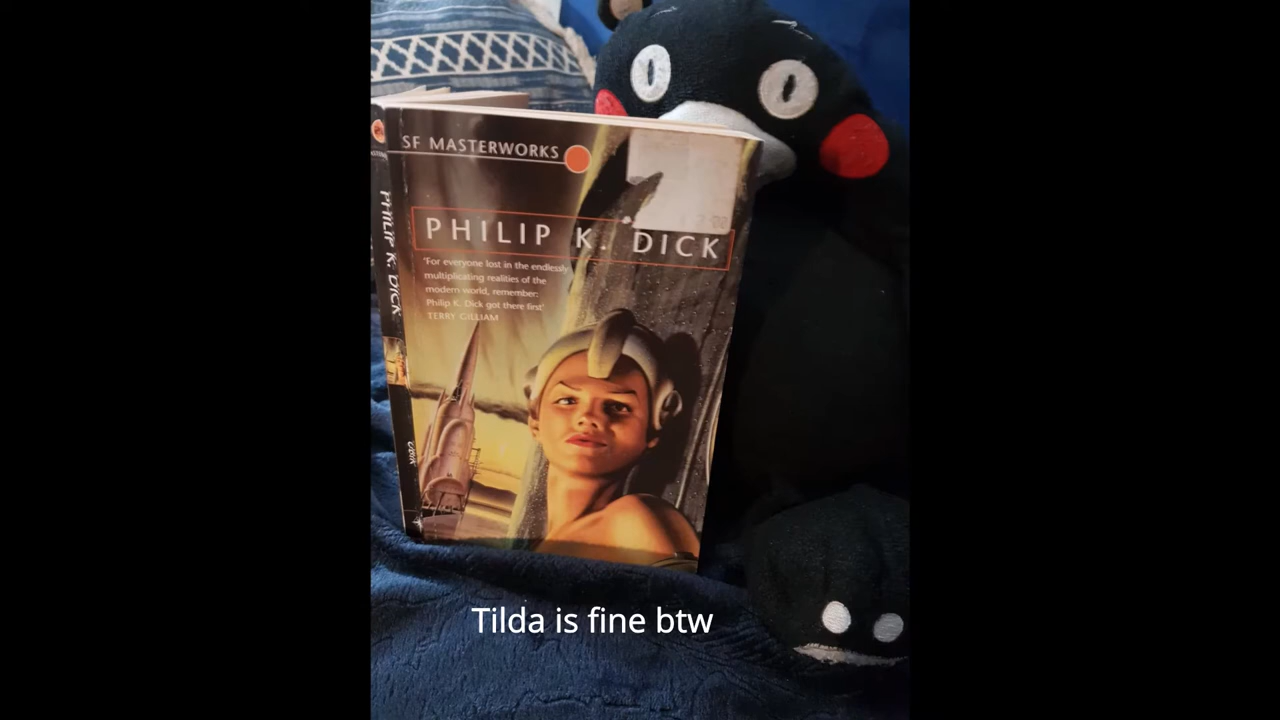 SF MASTERWORKS
PHILIP K. DICK
'For everyone lost in the endlessly
multiplicating realities of the
modern world, remember:
Philip K. Dick got there first'
TERRY GILLIAM
PHILIP K. DICK
Ubik
Tilda is fine btw